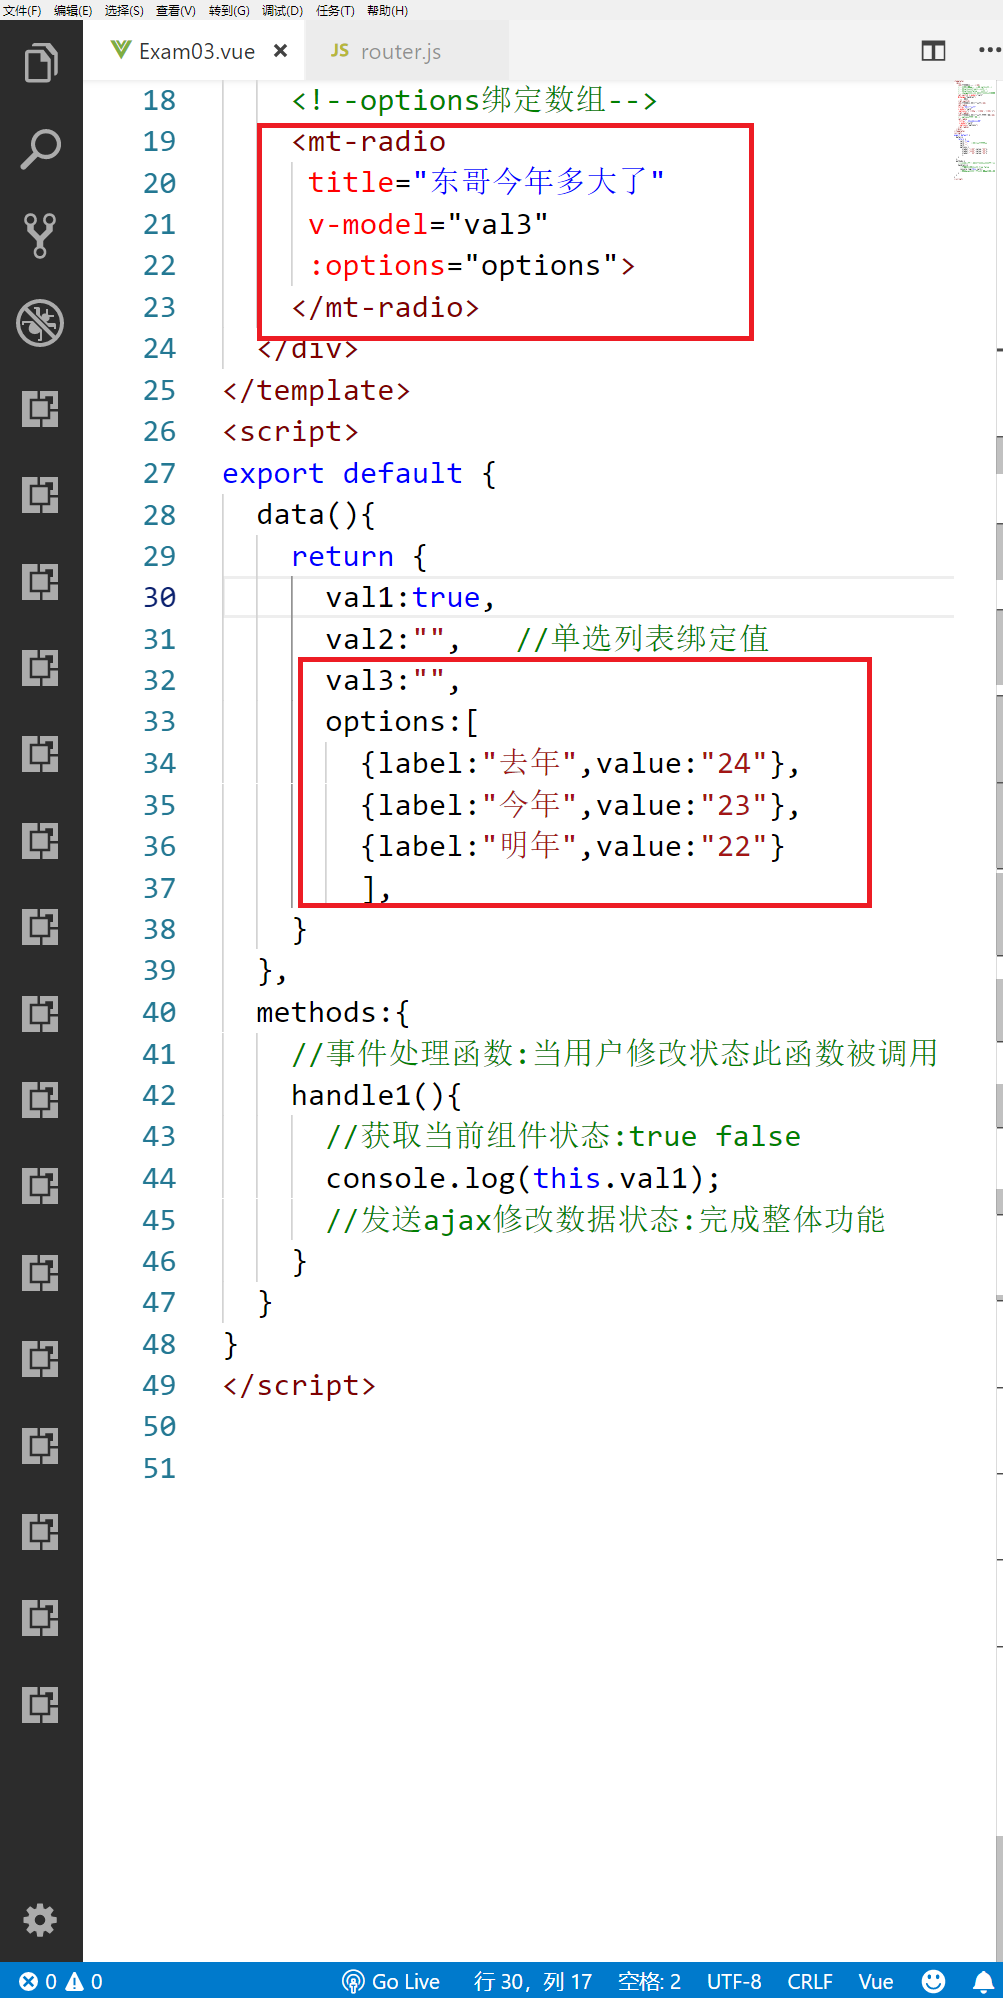 文件(F) 编辑(E) 选择(S) 查看(V) 转到(G) 调试(D) 任务(T) 帮助(H)
Exam03.vue × JS router.js
18 <!--options绑定数组-->
19 <mt-radio
20 title="东哥今年多大了"
21 v-model="val3"
22 :options="options">
23 </mt-radio>
24 </div>
25 </template>
26 <script>
27 export default {
28 data(){
29 return {
30 val1:true,
31 val2:"", //单选列表绑定值
32 val3:"",
33 options:[
34 {label:"去年",value:"24"},
35 {label:"今年",value:"23"},
36 {label:"明年",value:"22"}
37 ],
38 }
39 },
40 methods:{
41 //事件处理函数:当用户修改状态此函数被调用
42 handle1(){
43 //获取当前组件状态:true false
44 console.log(this.val1);
45 //发送ajax修改数据状态:完成整体功能
46 }
47 }
48 }
49 </script>
50
51
0 0 Go Live 行 30，列 17 空格: 2 UTF-8 CRLF Vue